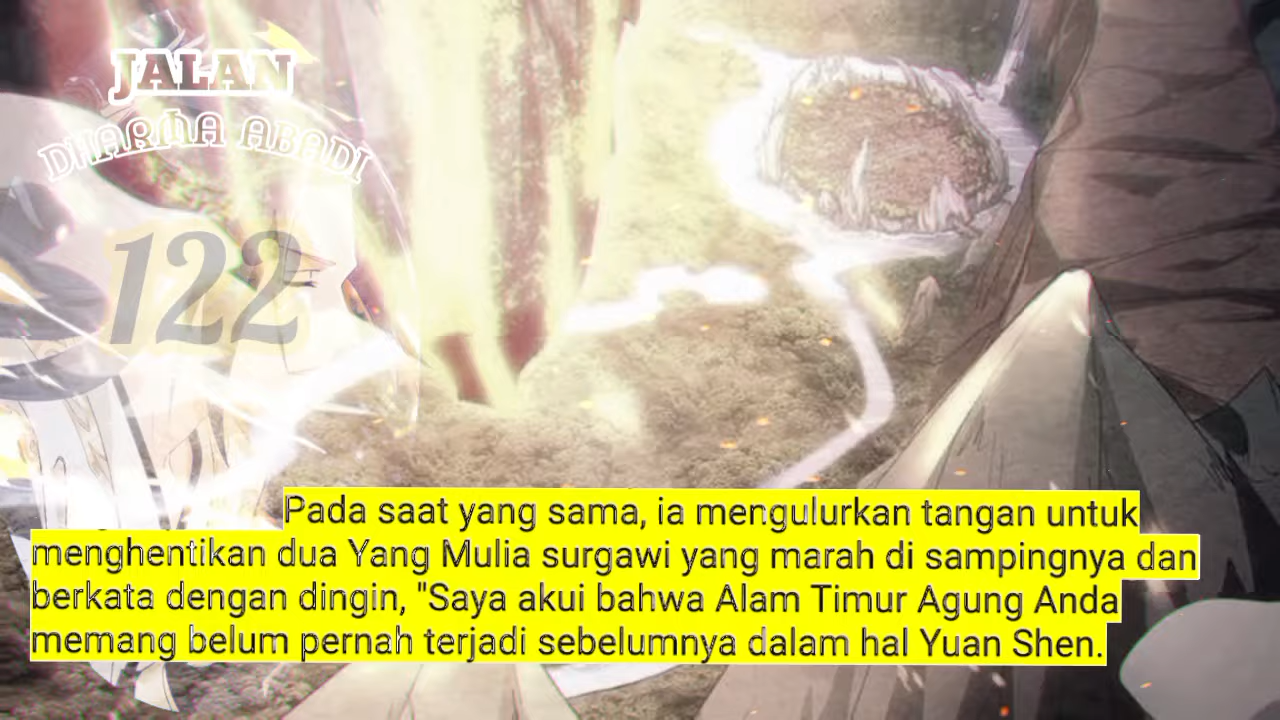 JALAN
DHARMA ABADI
122
Pada saat yang sama, ia mengulurkan tangan untuk
menghentikan dua Yang Mulia surgawi yang marah di sampingnya dan
berkata dengan dingin, "Saya akui bahwa Alam Timur Agung Anda
memang belum pernah terjadi sebelumnya dalam hal Yuan Shen.